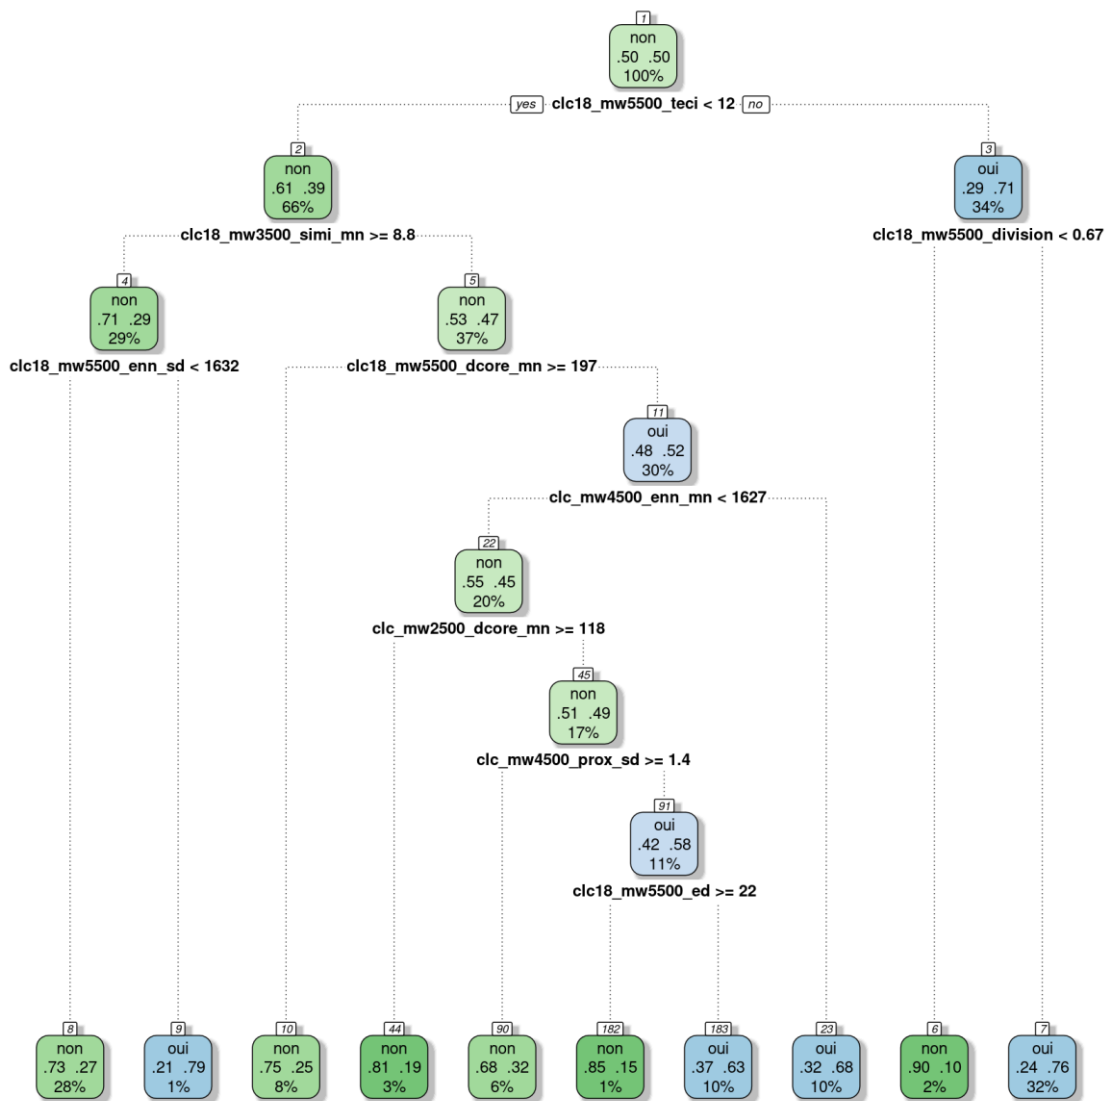 1
non
.50 .50
100%
yes clc18_mw5500_teci < 12 no
2
non
.61 .39
66%
clc18_mw3500_simi_mn >= 8.8
3
oui
.29 .71
34%
clc18_mw5500_division < 0.67
4
non
.71 .29
29%
clc18_mw5500_enn_sd < 1632
5
non
.53 .47
37%
clc18_mw5500_dcore_mn >= 197
11
oui
.48 .52
30%
clc_mw4500_enn_mn < 1627
22
non
.55 .45
20%
clc_mw2500_dcore_mn >= 118
45
non
.51 .49
17%
clc_mw4500_prox_sd >= 1.4
91
oui
.42 .58
11%
clc18_mw5500_ed >= 22
8
non
.73 .27
28%
9
oui
.21 .79
1%
10
non
.75 .25
8%
44
non
.81 .19
3%
90
non
.68 .32
6%
182
non
.85 .15
1%
183
oui
.37 .63
10%
23
oui
.32 .68
10%
6
non
.90 .10
2%
7
oui
.24 .76
32%